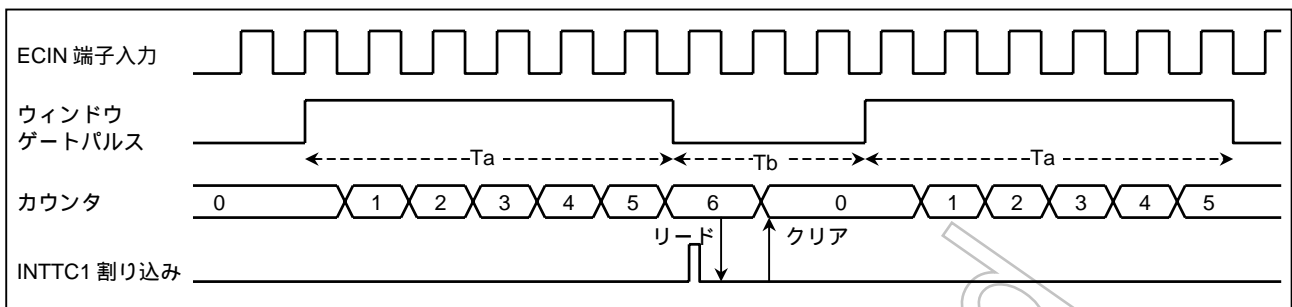 ECIN 端子入力
ウィンドウ
ゲートパルス
Ta Tb Ta
カウンタ 0 1 2 3 4 5 6 0 1 2 3 4 5
リード クリア
INTTC1 割り込み